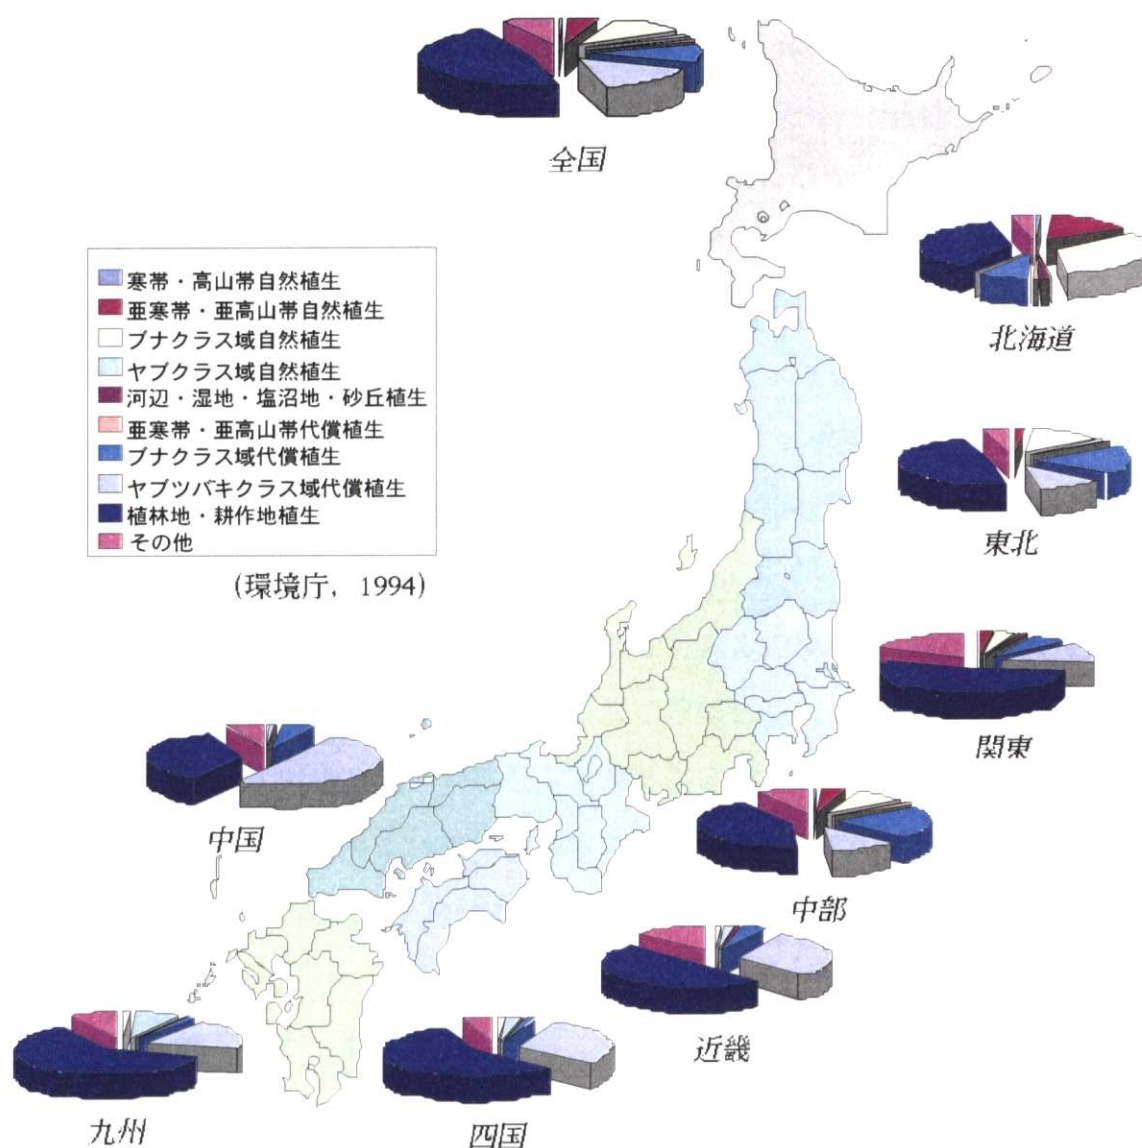 全国
北海道
寒帯・高山帯自然植生
亜寒帯・亜高山帯自然植生
ブナクラス域自然植生
ヤブクラス域自然植生
河辺・湿地・塩沼地・砂丘植生
亜寒帯・亜高山帯代償植生
ブナクラス域代償植生
ヤブツバキクラス域代償植生
植林地・耕作地植生
その他
(環境庁, 1994)
東北
関東
中国
中部
近畿
九州
四国